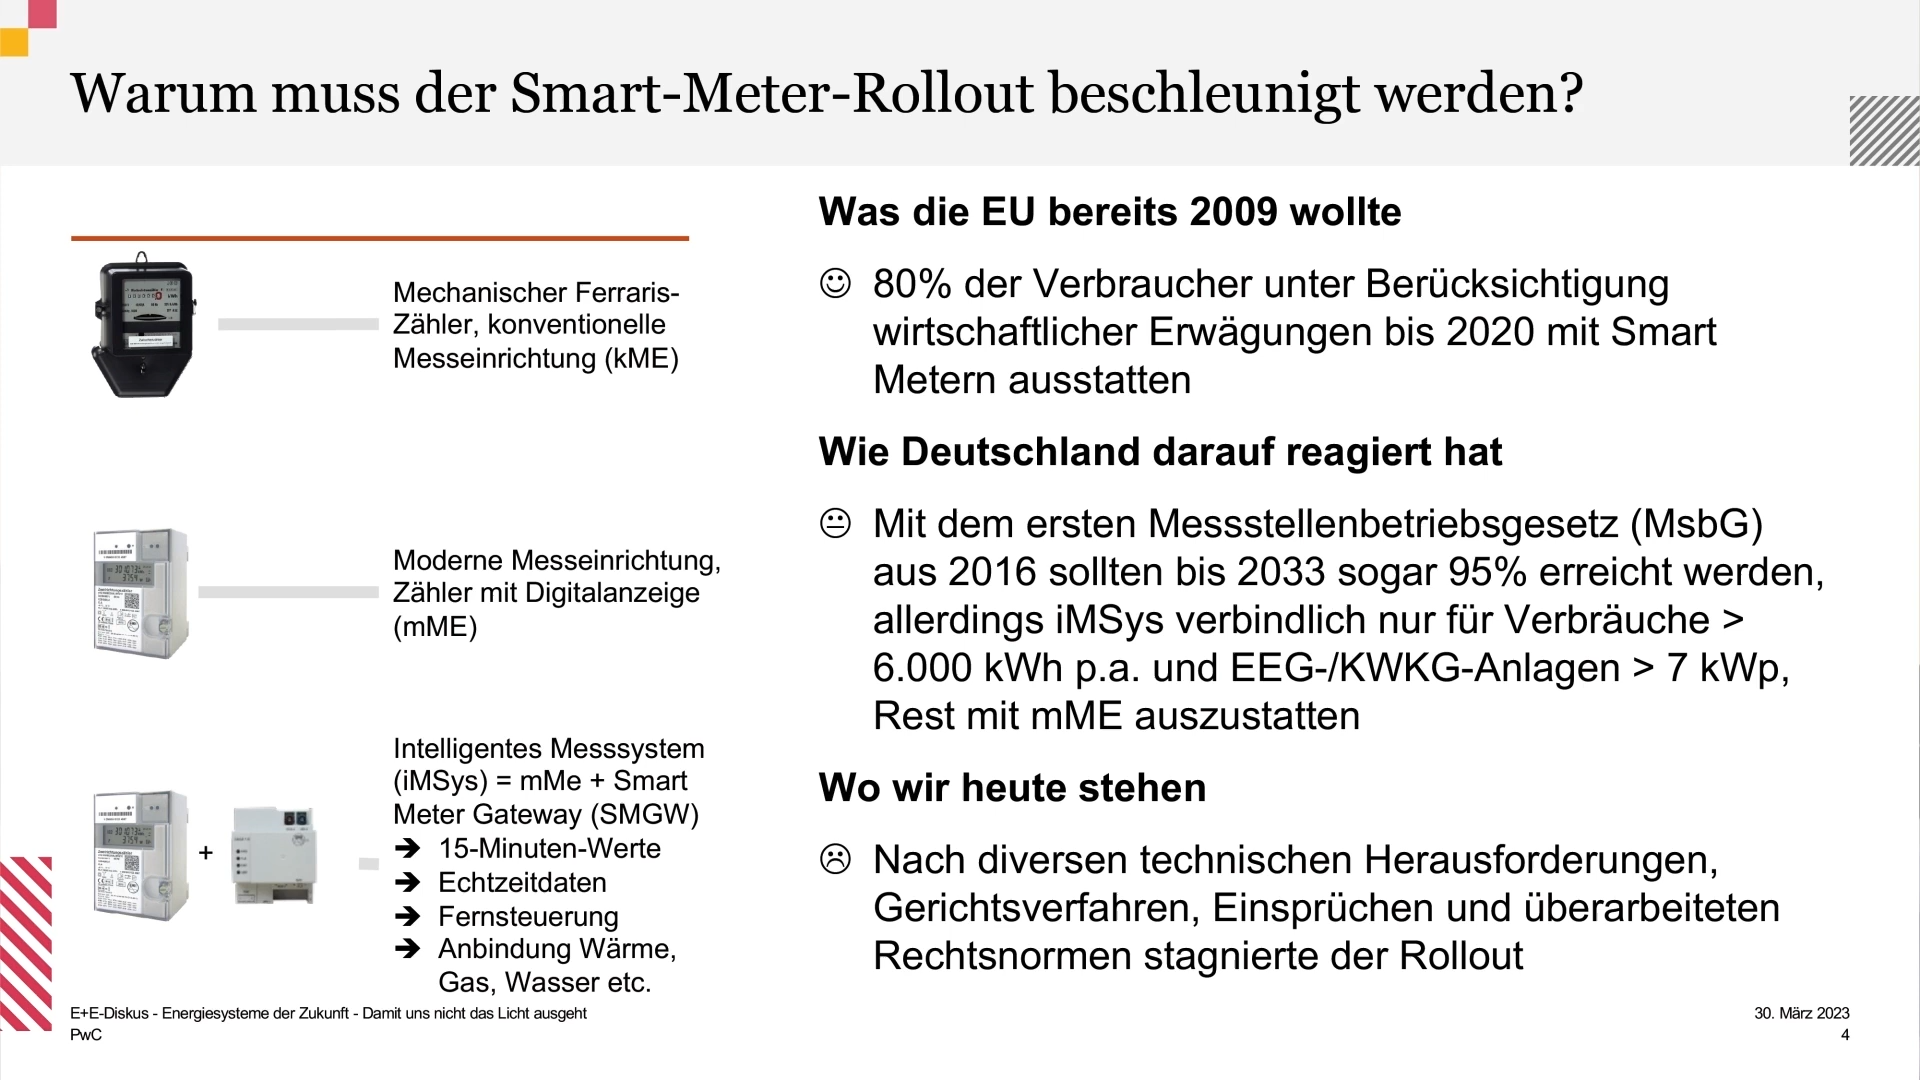 Warum muss der Smart-Meter-Rollout beschleunigt werden?
Mechanischer Ferraris-
Zähler, konventionelle
Messeinrichtung (kME)
Moderne Messeinrichtung,
Zähler mit Digitalanzeige
(mME)
+
Intelligentes Messsystem
(iMSys) = mMe + Smart
Meter Gateway (SMGW)
➔ 15-Minuten-Werte
➔ Echtzeitdaten
➔ Fernsteuerung
➔ Anbindung Wärme,
Gas, Wasser etc.
Was die EU bereits 2009 wollte
☺ 80% der Verbraucher unter Berücksichtigung
wirtschaftlicher Erwägungen bis 2020 mit Smart
Metern ausstatten
Wie Deutschland darauf reagiert hat
😐 Mit dem ersten Messstellenbetriebsgesetz (MsbG)
aus 2016 sollten bis 2033 sogar 95% erreicht werden,
allerdings iMSys verbindlich nur für Verbräuche >
6.000 kWh p.a. und EEG-/KWKG-Anlagen > 7 kWp,
Rest mit mME auszustatten
Wo wir heute stehen
☹ Nach diversen technischen Herausforderungen,
Gerichtsverfahren, Einsprüchen und überarbeiteten
Rechtsnormen stagnierte der Rollout
E+E-Diskus - Energiesysteme der Zukunft - Damit uns nicht das Licht ausgeht
PwC
30. März 2023
4